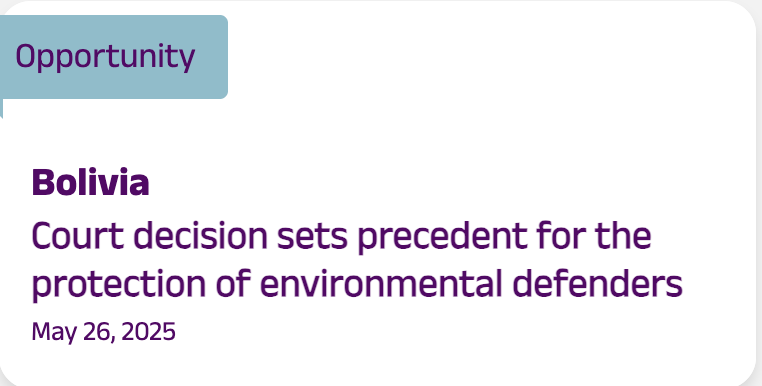 Opportunity
Bolivia
Court decision sets precedent for the
protection of environmental defenders
May 26, 2025